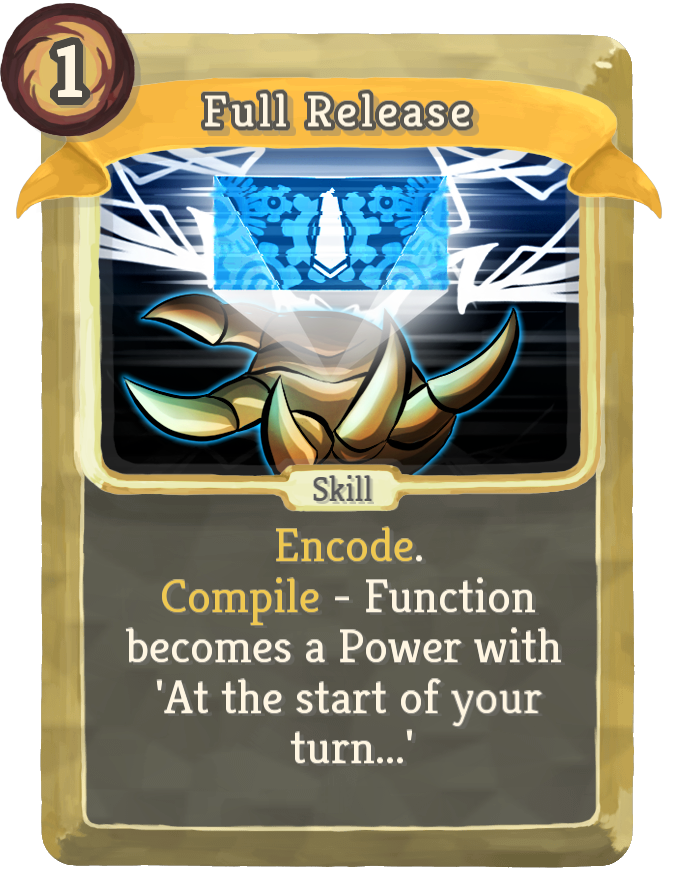 1
Full Release
Skill
Encode.
Compile - Function
becomes a Power with
'At the start of your
turn...'